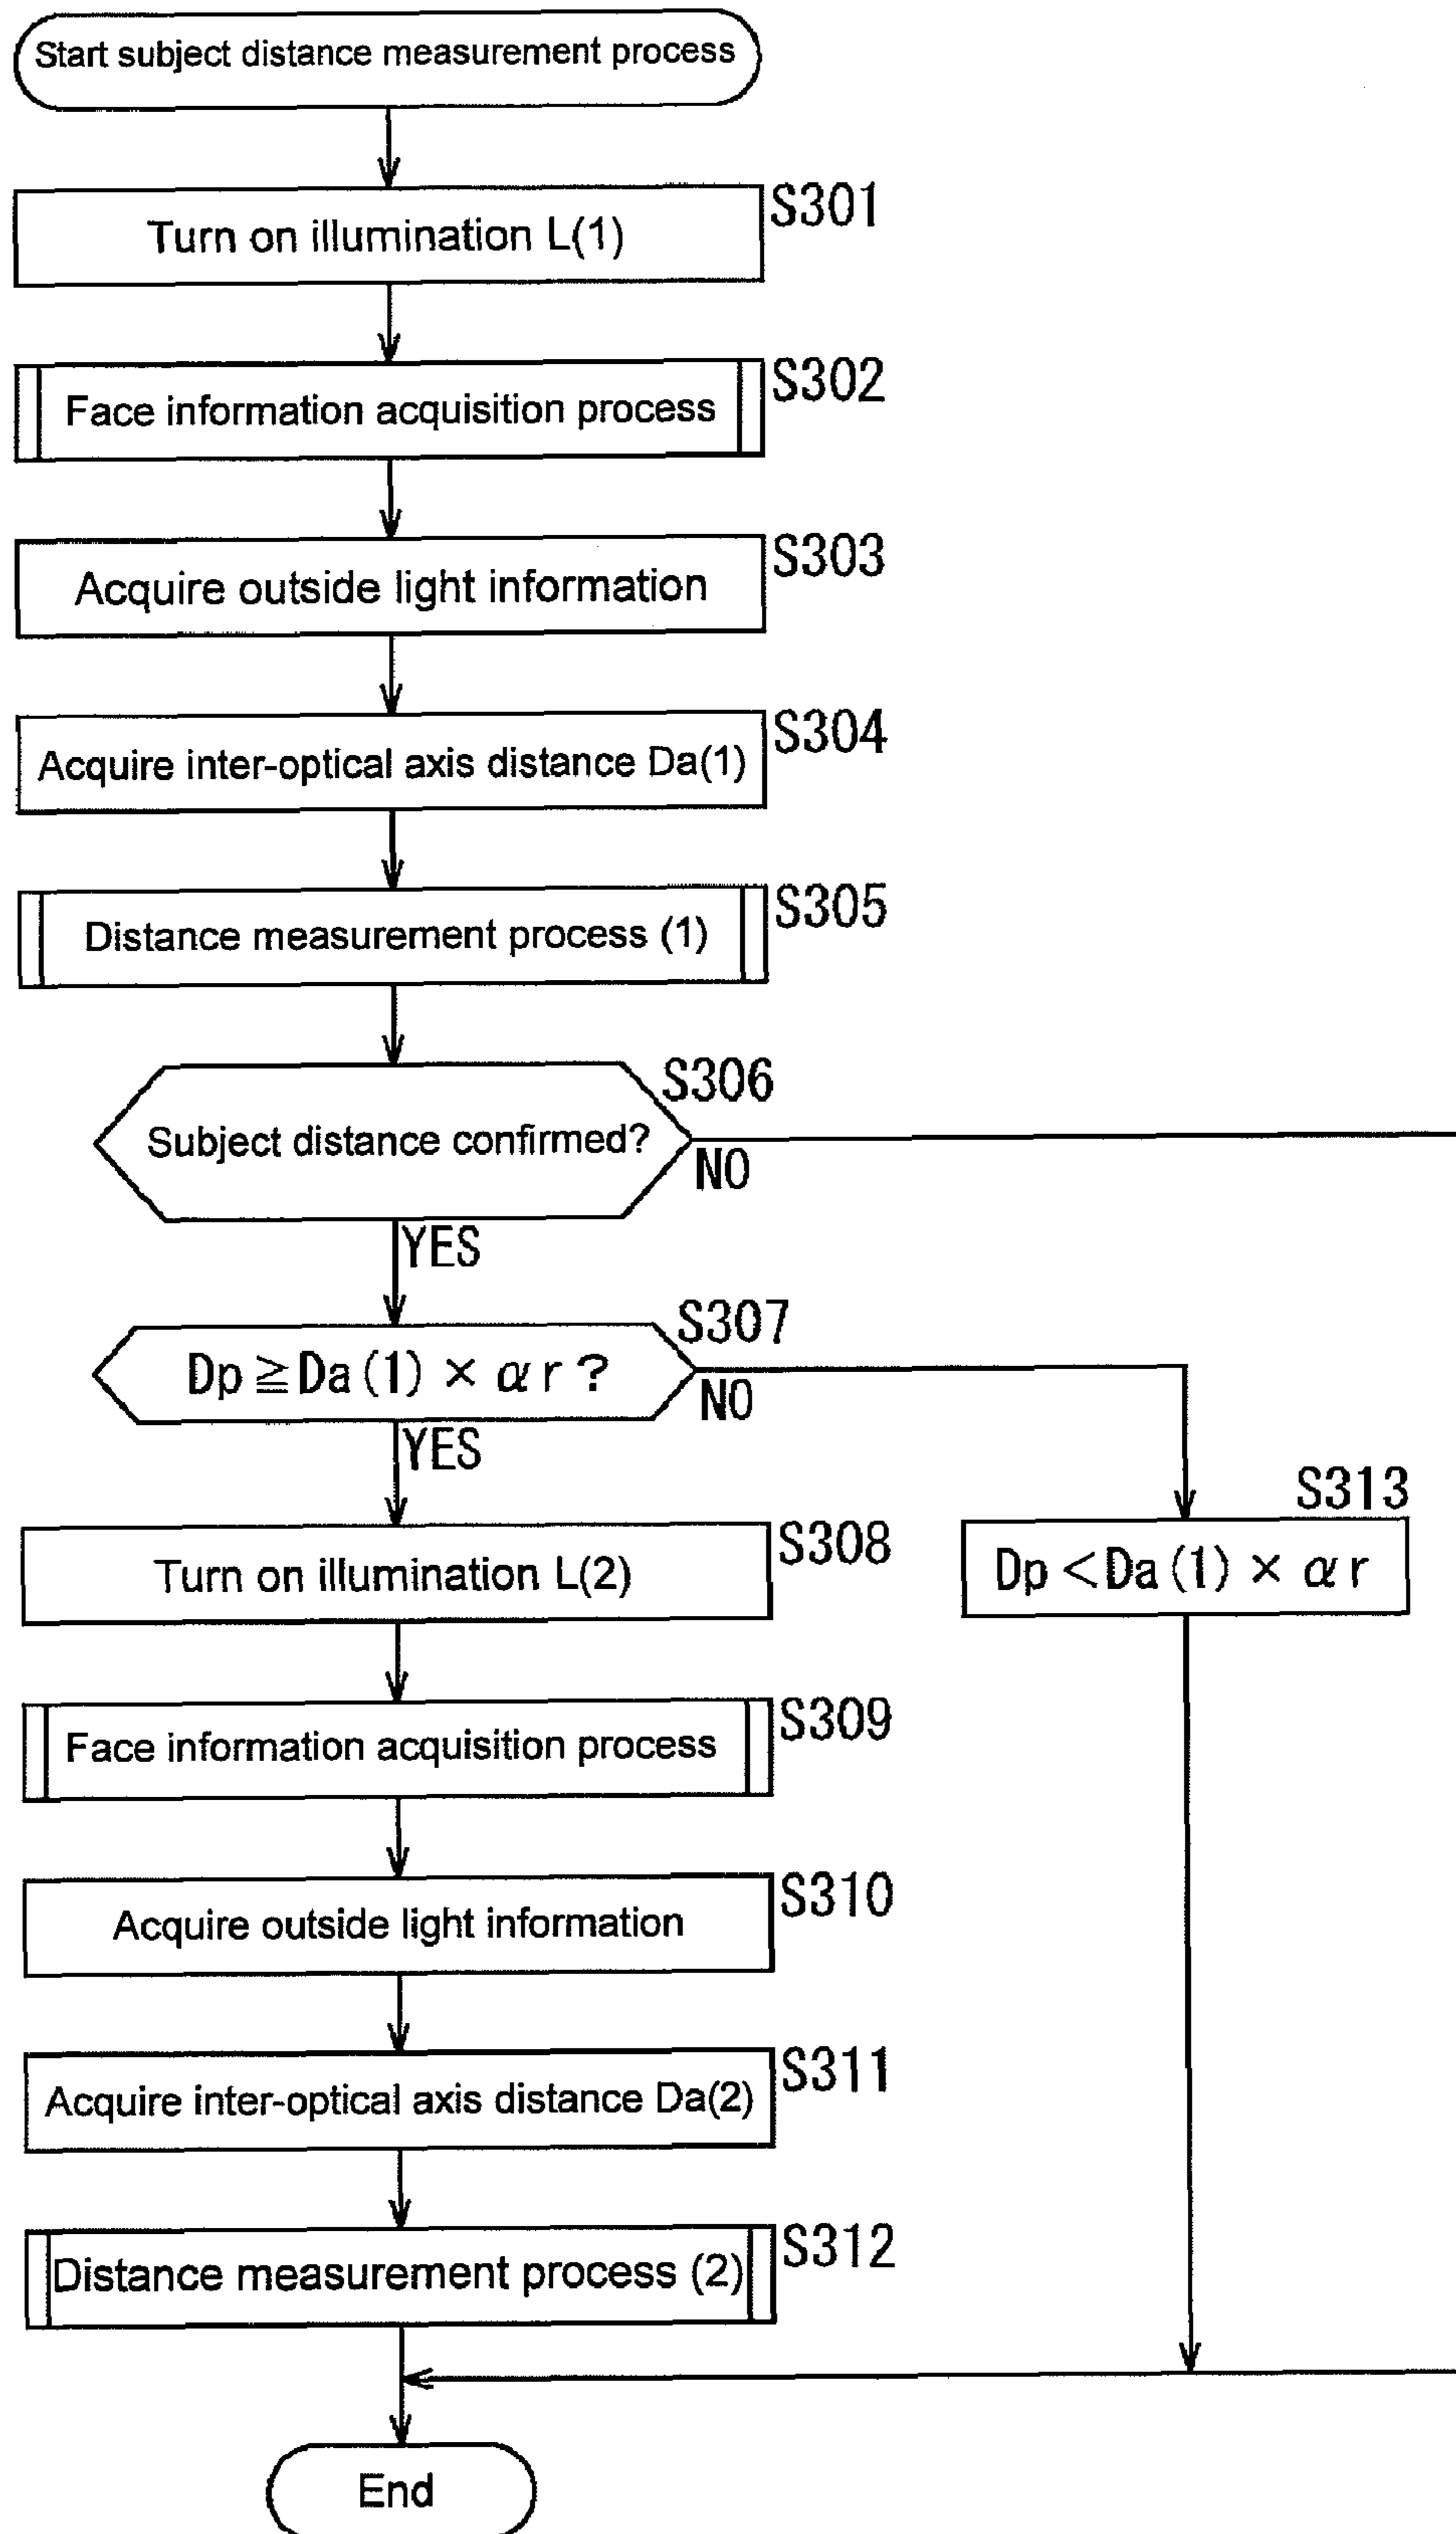 Start subject distance measurement process
S301
Turn on illumination L(1)
S302
Face information acquisition process
S303
Acquire outside light information
S304
Acquire inter-optical axis distance Da(1)
S305
Distance measurement process (1)
S306
Subject distance confirmed?
NO
YES
S307
Dp ≧ Da(1) × α r ?
NO
YES
S313
Dp < Da(1) × α r
S308
Turn on illumination L(2)
S309
Face information acquisition process
S310
Acquire outside light information
S311
Acquire inter-optical axis distance Da(2)
S312
Distance measurement process (2)
End